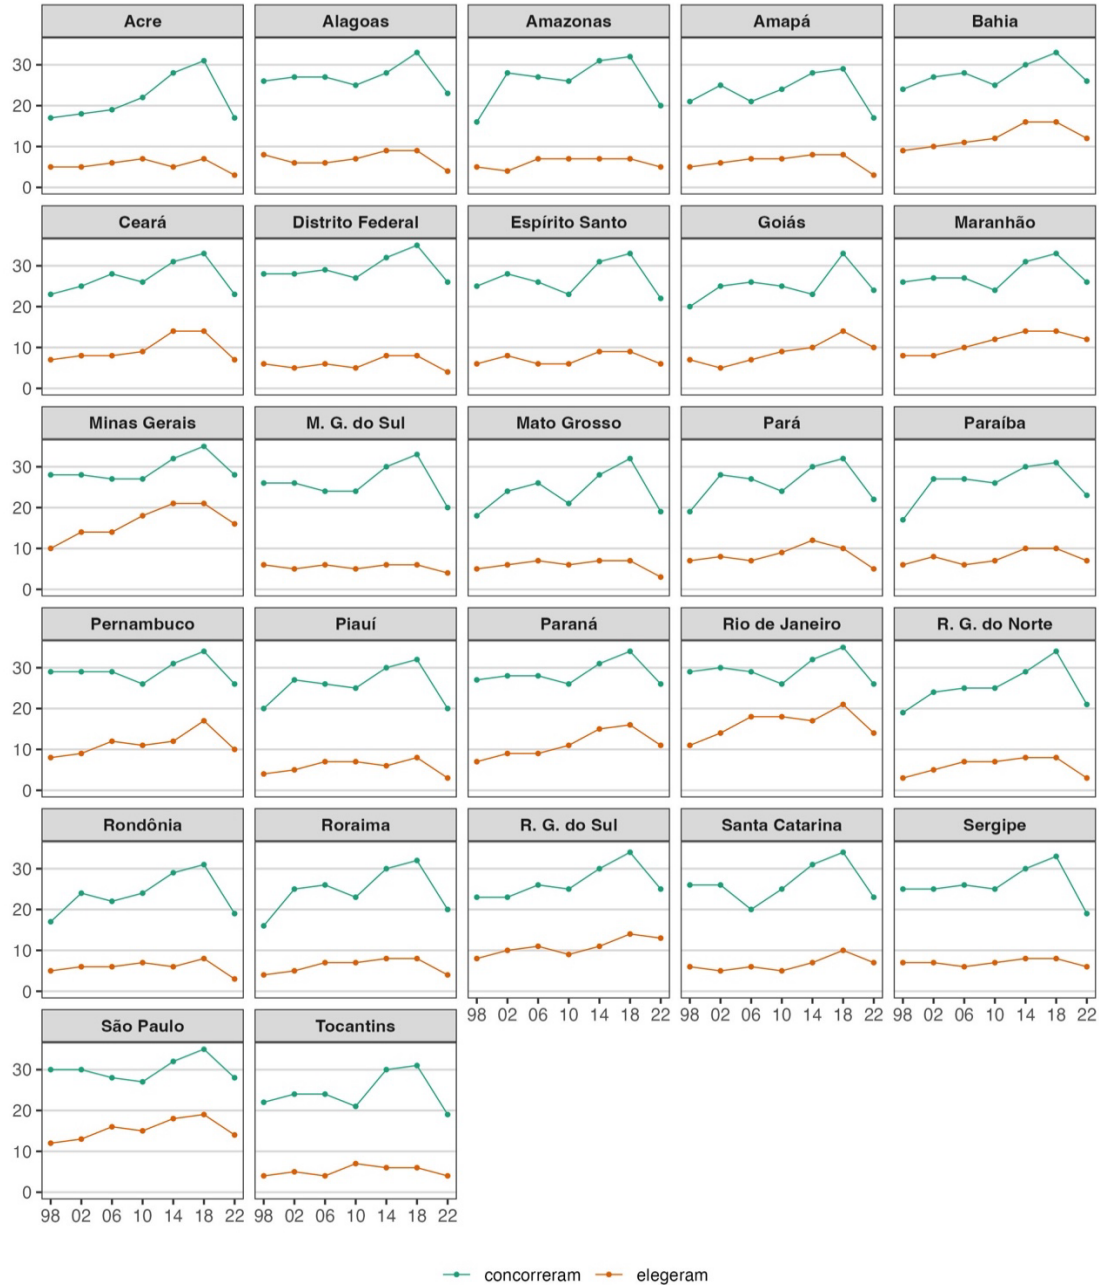 Acre Alagoas Amazonas Amapá Bahia
30
20
10
0
Ceará Distrito Federal Espírito Santo Goiás Maranhão
30
20
10
0
Minas Gerais M. G. do Sul Mato Grosso Pará Paraíba
30
20
10
0
Pernambuco Piauí Paraná Rio de Janeiro R. G. do Norte
30
20
10
0
Rondônia Roraima R. G. do Sul Santa Catarina Sergipe
30
20
10
0
98 02 06 10 14 18 22 98 02 06 10 14 18 22 98 02 06 10 14 18 22
São Paulo Tocantins
30
20
10
0
98 02 06 10 14 18 22 98 02 06 10 14 18 22
concorreram elegeram